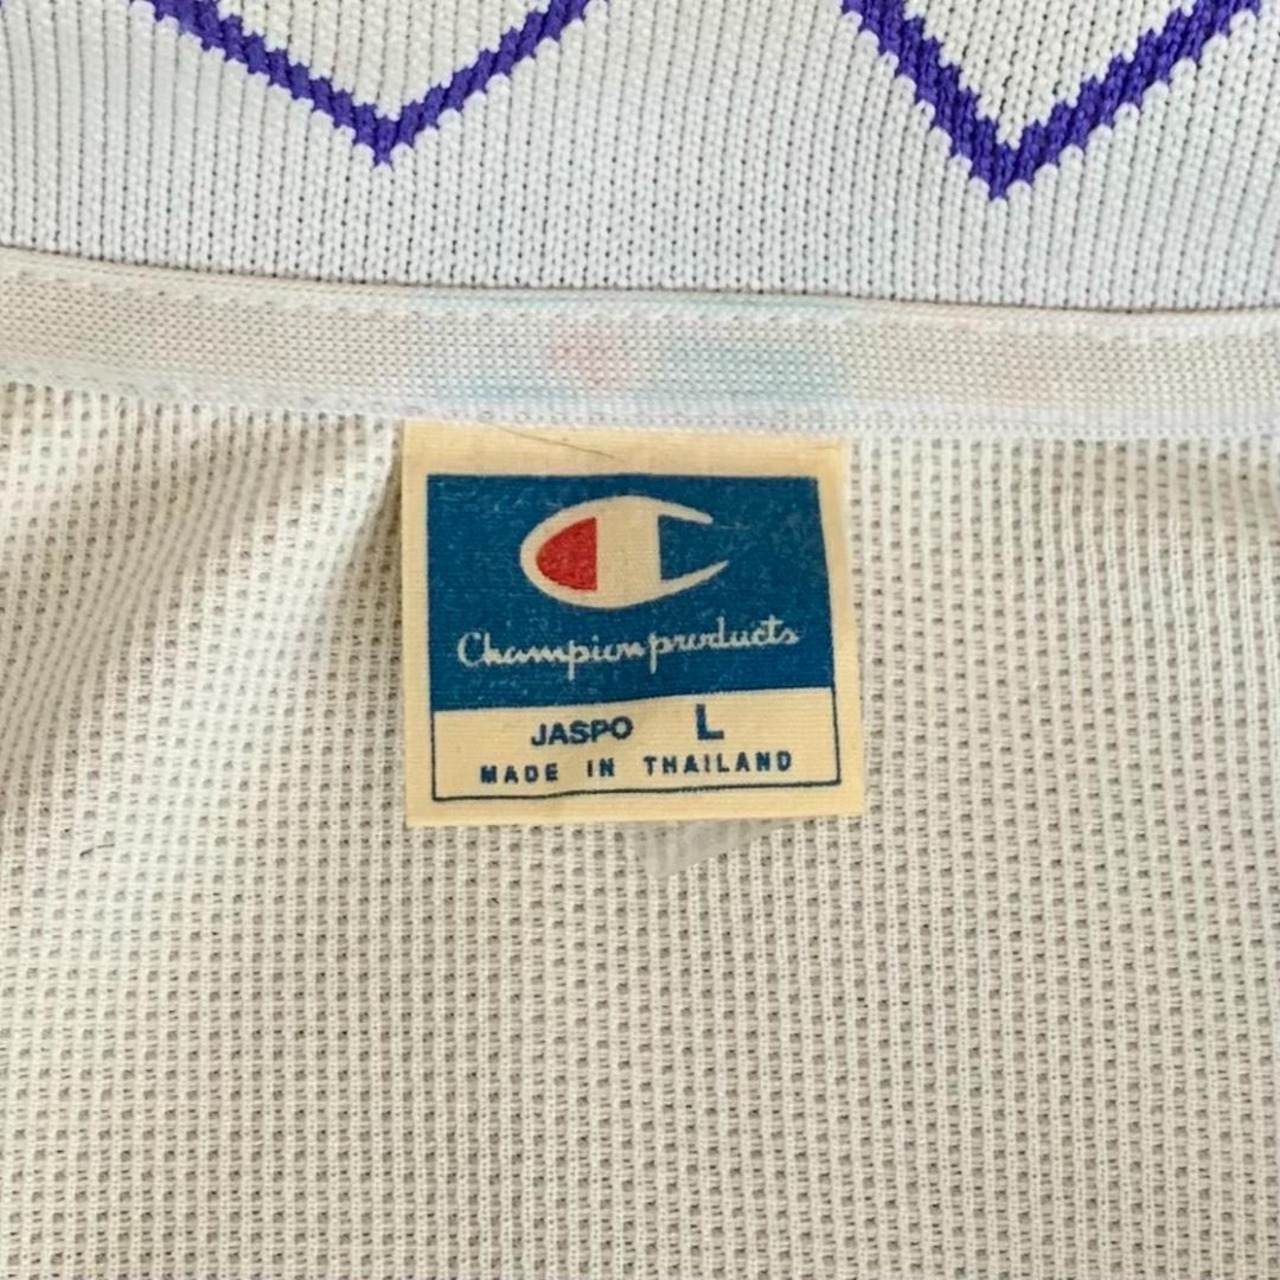 Champion products
JASPO L
MADE IN THAILAND